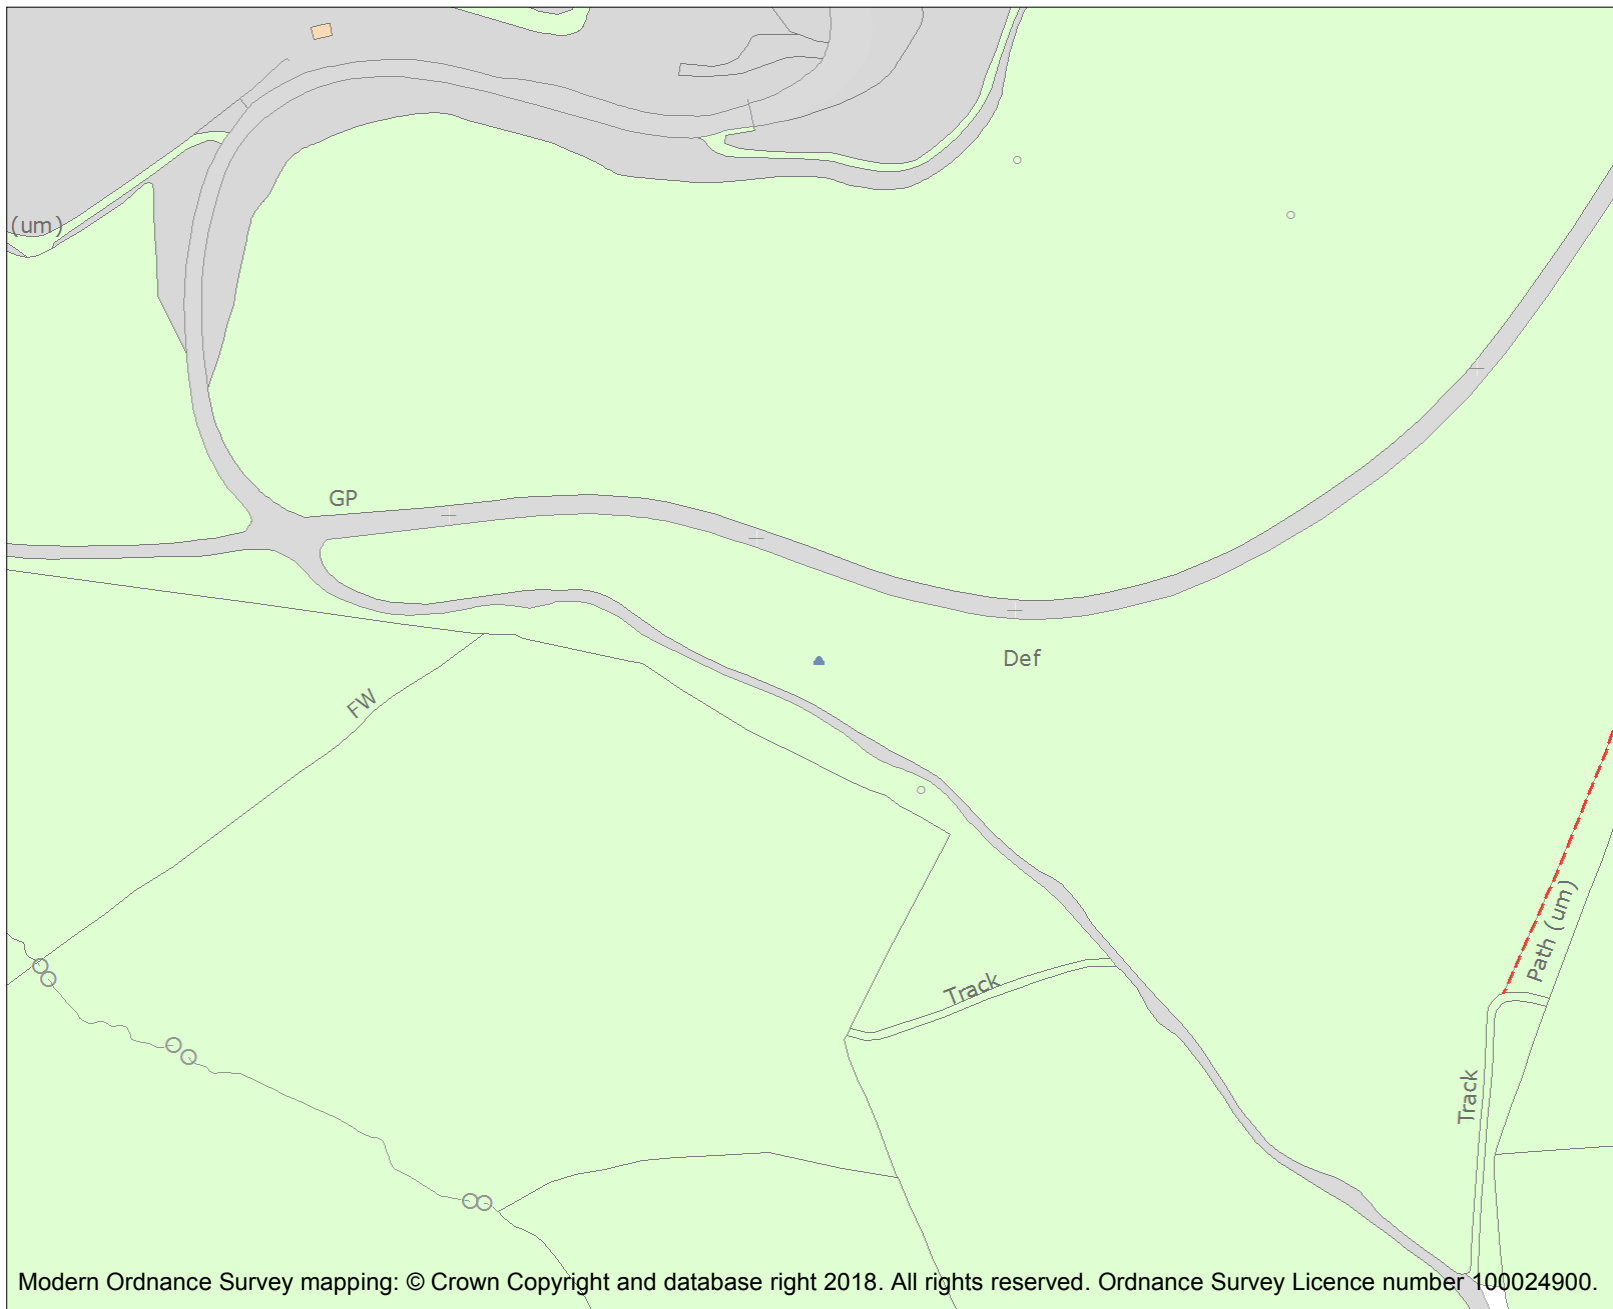 (um)
GP
Def
FW
Path (um)
Track
Track
Modern Ordnance Survey mapping: © Crown Copyright and database right 2018. All rights reserved. Ordnance Survey Licence number 100024900.